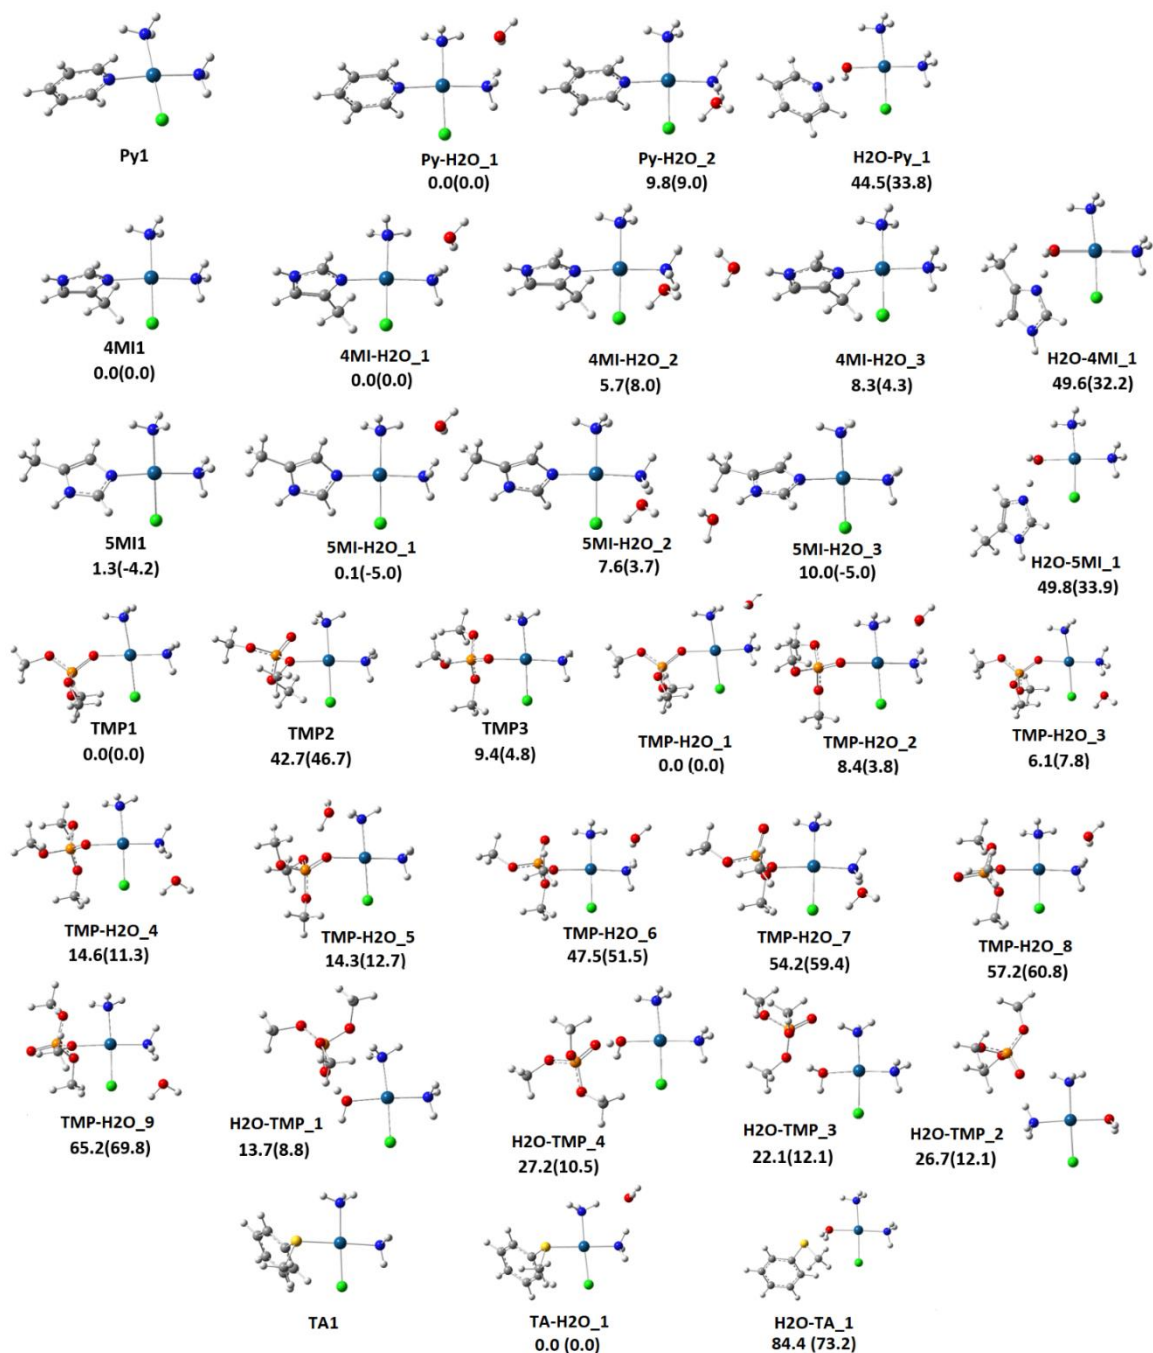 Py1
Py-H2O_1
0.0(0.0)
Py-H2O_2
9.8(9.0)
H2O-Py_1
44.5(33.8)
4MI1
0.0(0.0)
4MI-H2O_1
0.0(0.0)
4MI-H2O_2
5.7(8.0)
4MI-H2O_3
8.3(4.3)
H2O-4MI_1
49.6(32.2)
5MI1
1.3(-4.2)
5MI-H2O_1
0.1(-5.0)
5MI-H2O_2
7.6(3.7)
5MI-H2O_3
10.0(-5.0)
H2O-5MI_1
49.8(33.9)
TMP1
0.0(0.0)
TMP2
42.7(46.7)
TMP3
9.4(4.8)
TMP-H2O_1
0.0 (0.0)
TMP-H2O_2
8.4(3.8)
TMP-H2O_3
6.1(7.8)
TMP-H2O_4
14.6(11.3)
TMP-H2O_5
14.3(12.7)
TMP-H2O_6
47.5(51.5)
TMP-H2O_7
54.2(59.4)
TMP-H2O_8
57.2(60.8)
TMP-H2O_9
65.2(69.8)
H2O-TMP_1
13.7(8.8)
H2O-TMP_4
27.2(10.5)
H2O-TMP_3
22.1(12.1)
H2O-TMP_2
26.7(12.1)
TA1
TA-H2O_1
0.0 (0.0)
H2O-TA_1
84.4 (73.2)